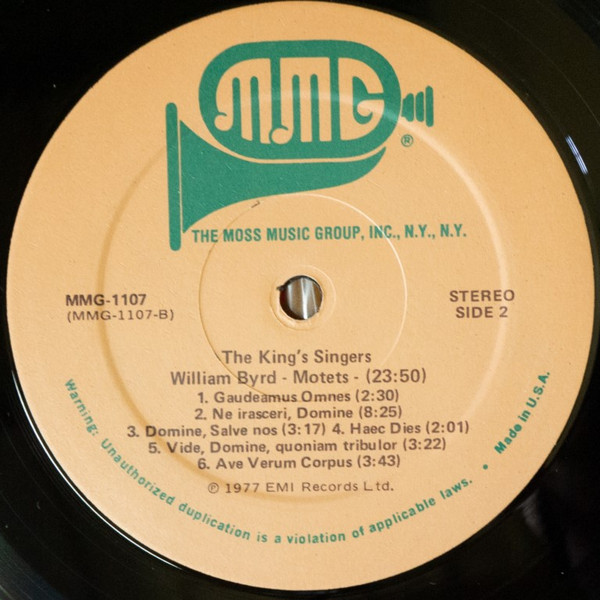 MMG
®
THE MOSS MUSIC GROUP, INC., N.Y., N.Y.
MMG-1107
(MMG-1107-B)
STEREO
SIDE 2
The King's Singers
William Byrd - Motets - (23:50)
1. Gaudeamus Omnes (2:30)
2. Ne irasceri, Domine (8:25)
3. Domine, Salve nos (3:17) 4. Haec Dies (2:01)
5. Vide, Domine, quoniam tribulor (3:22)
6. Ave Verum Corpus (3:43)
℗ 1977 EMI Records Ltd.
Warning: Unauthorized duplication is a violation of applicable laws. • Made in U.S.A.